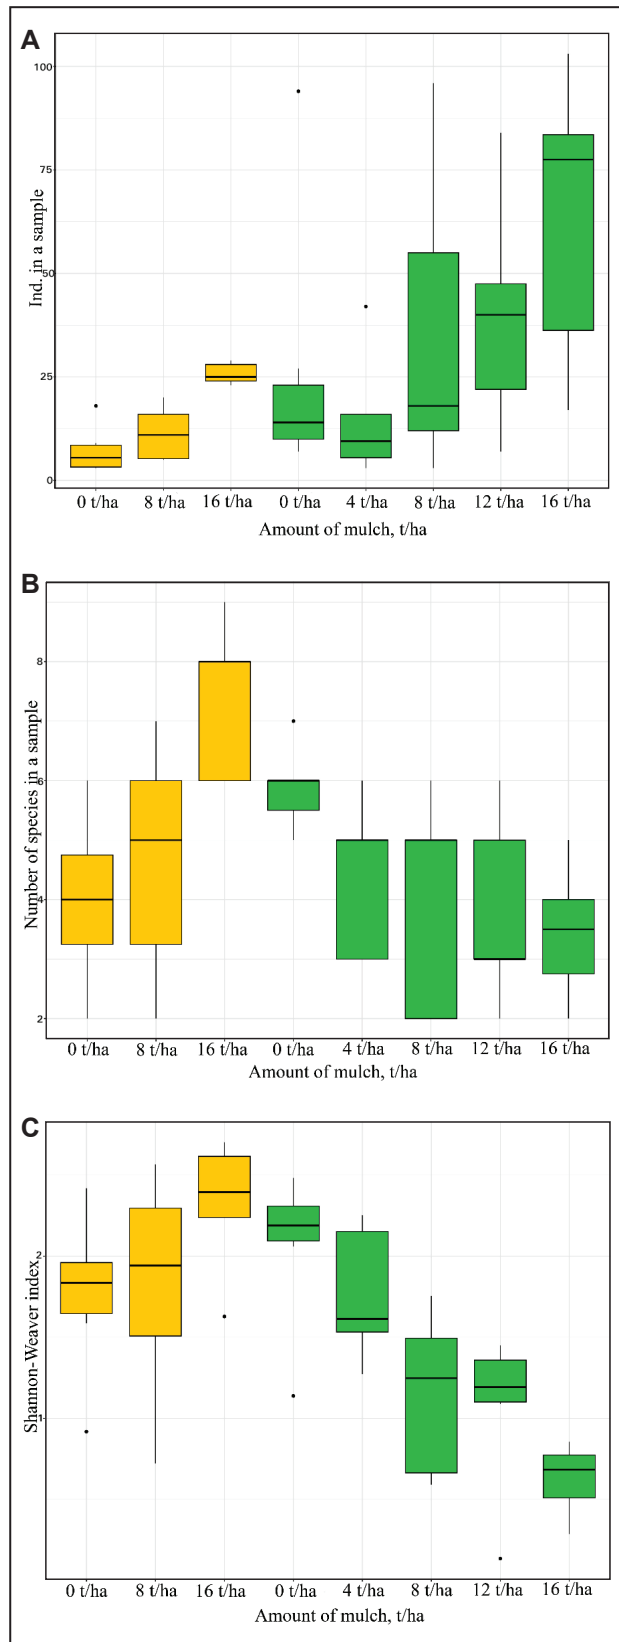 A
100
75
50
25
0
Ind. in a sample
0 t/ha 8 t/ha 16 t/ha 0 t/ha 4 t/ha 8 t/ha 12 t/ha 16 t/ha
Amount of mulch, t/ha
B
8
6
4
2
Number of species in a sample
0 t/ha 8 t/ha 16 t/ha 0 t/ha 4 t/ha 8 t/ha 12 t/ha 16 t/ha
Amount of mulch, t/ha
C
2
1
Shannon-Weaver index
0 t/ha 8 t/ha 16 t/ha 0 t/ha 4 t/ha 8 t/ha 12 t/ha 16 t/ha
Amount of mulch, t/ha